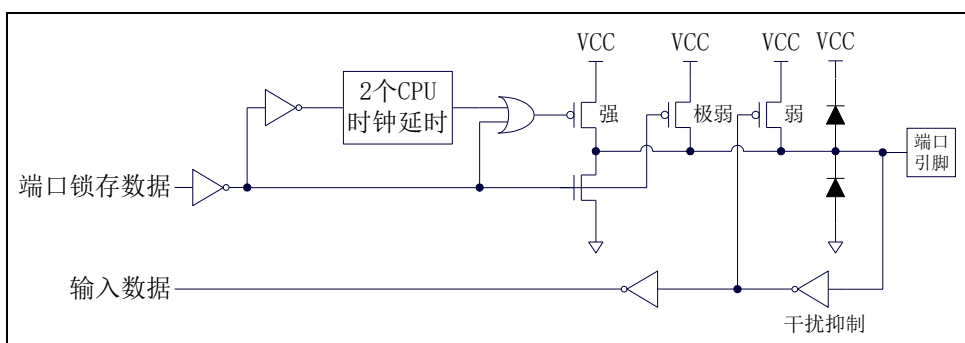 VCC
VCC
VCC
VCC
2个CPU
时钟延时
强
极弱
弱
端口
引脚
端口锁存数据
输入数据
干扰抑制